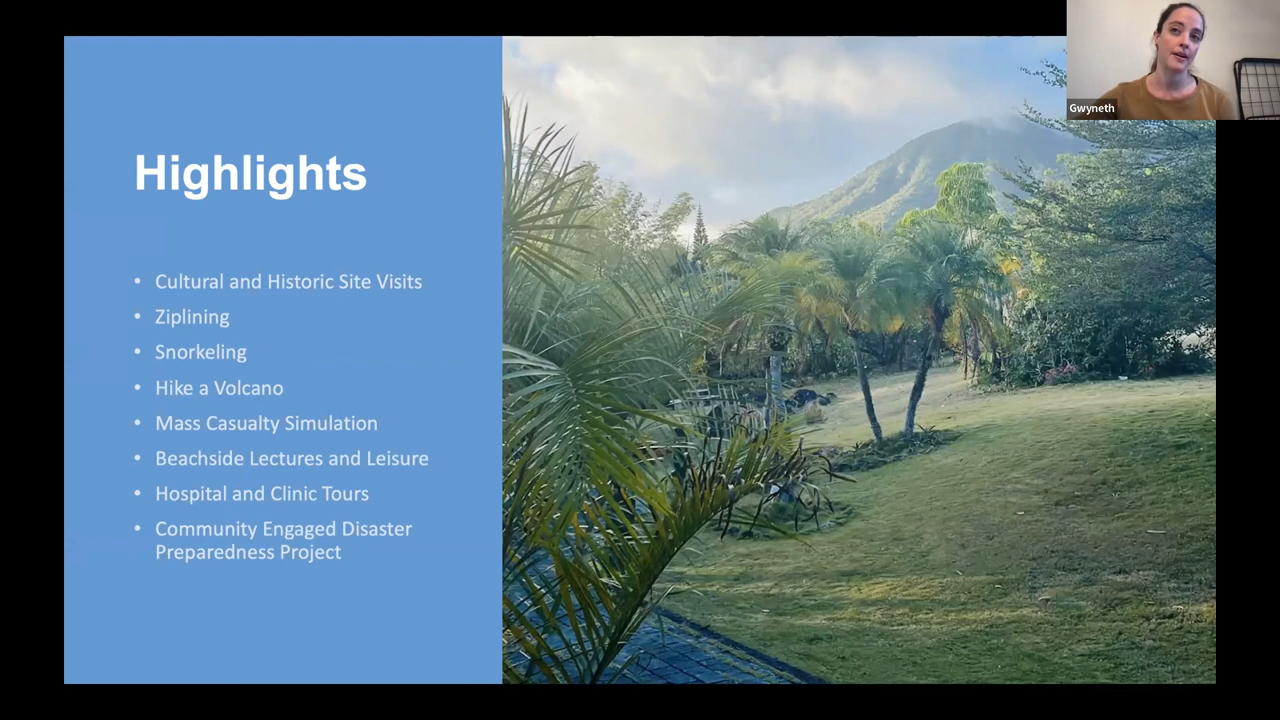 Highlights
• Cultural and Historic Site Visits
• Ziplining
• Snorkeling
• Hike a Volcano
• Mass Casualty Simulation
• Beachside Lectures and Leisure
• Hospital and Clinic Tours
• Community Engaged Disaster
Preparedness Project
Gwyneth